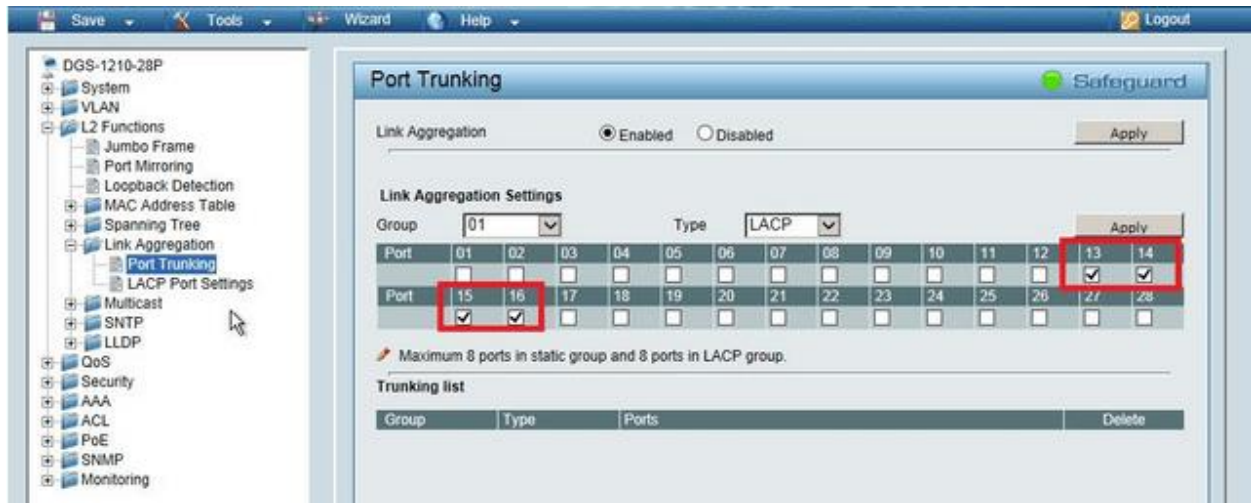 Save Tools Wizard Help Logout
DGS-1210-28P
System
VLAN
L2 Functions
Jumbo Frame
Port Mirroring
Loopback Detection
MAC Address Table
Spanning Tree
Link Aggregation
Port Trunking
LACP Port Settings
Multicast
SNTP
LLDP
QoS
Security
AAA
ACL
PoE
SNMP
Monitoring
Port Trunking Safeguard
Link Aggregation Enabled Disabled Apply
Link Aggregation Settings
Group 01 Type LACP Apply
Port 01 02 03 04 05 06 07 08 09 10 11 12 13 14
Port 15 16 17 18 19 20 21 22 23 24 25 26 27 28
Maximum 8 ports in static group and 8 ports in LACP group.
Trunking list
Group Type Ports Delete